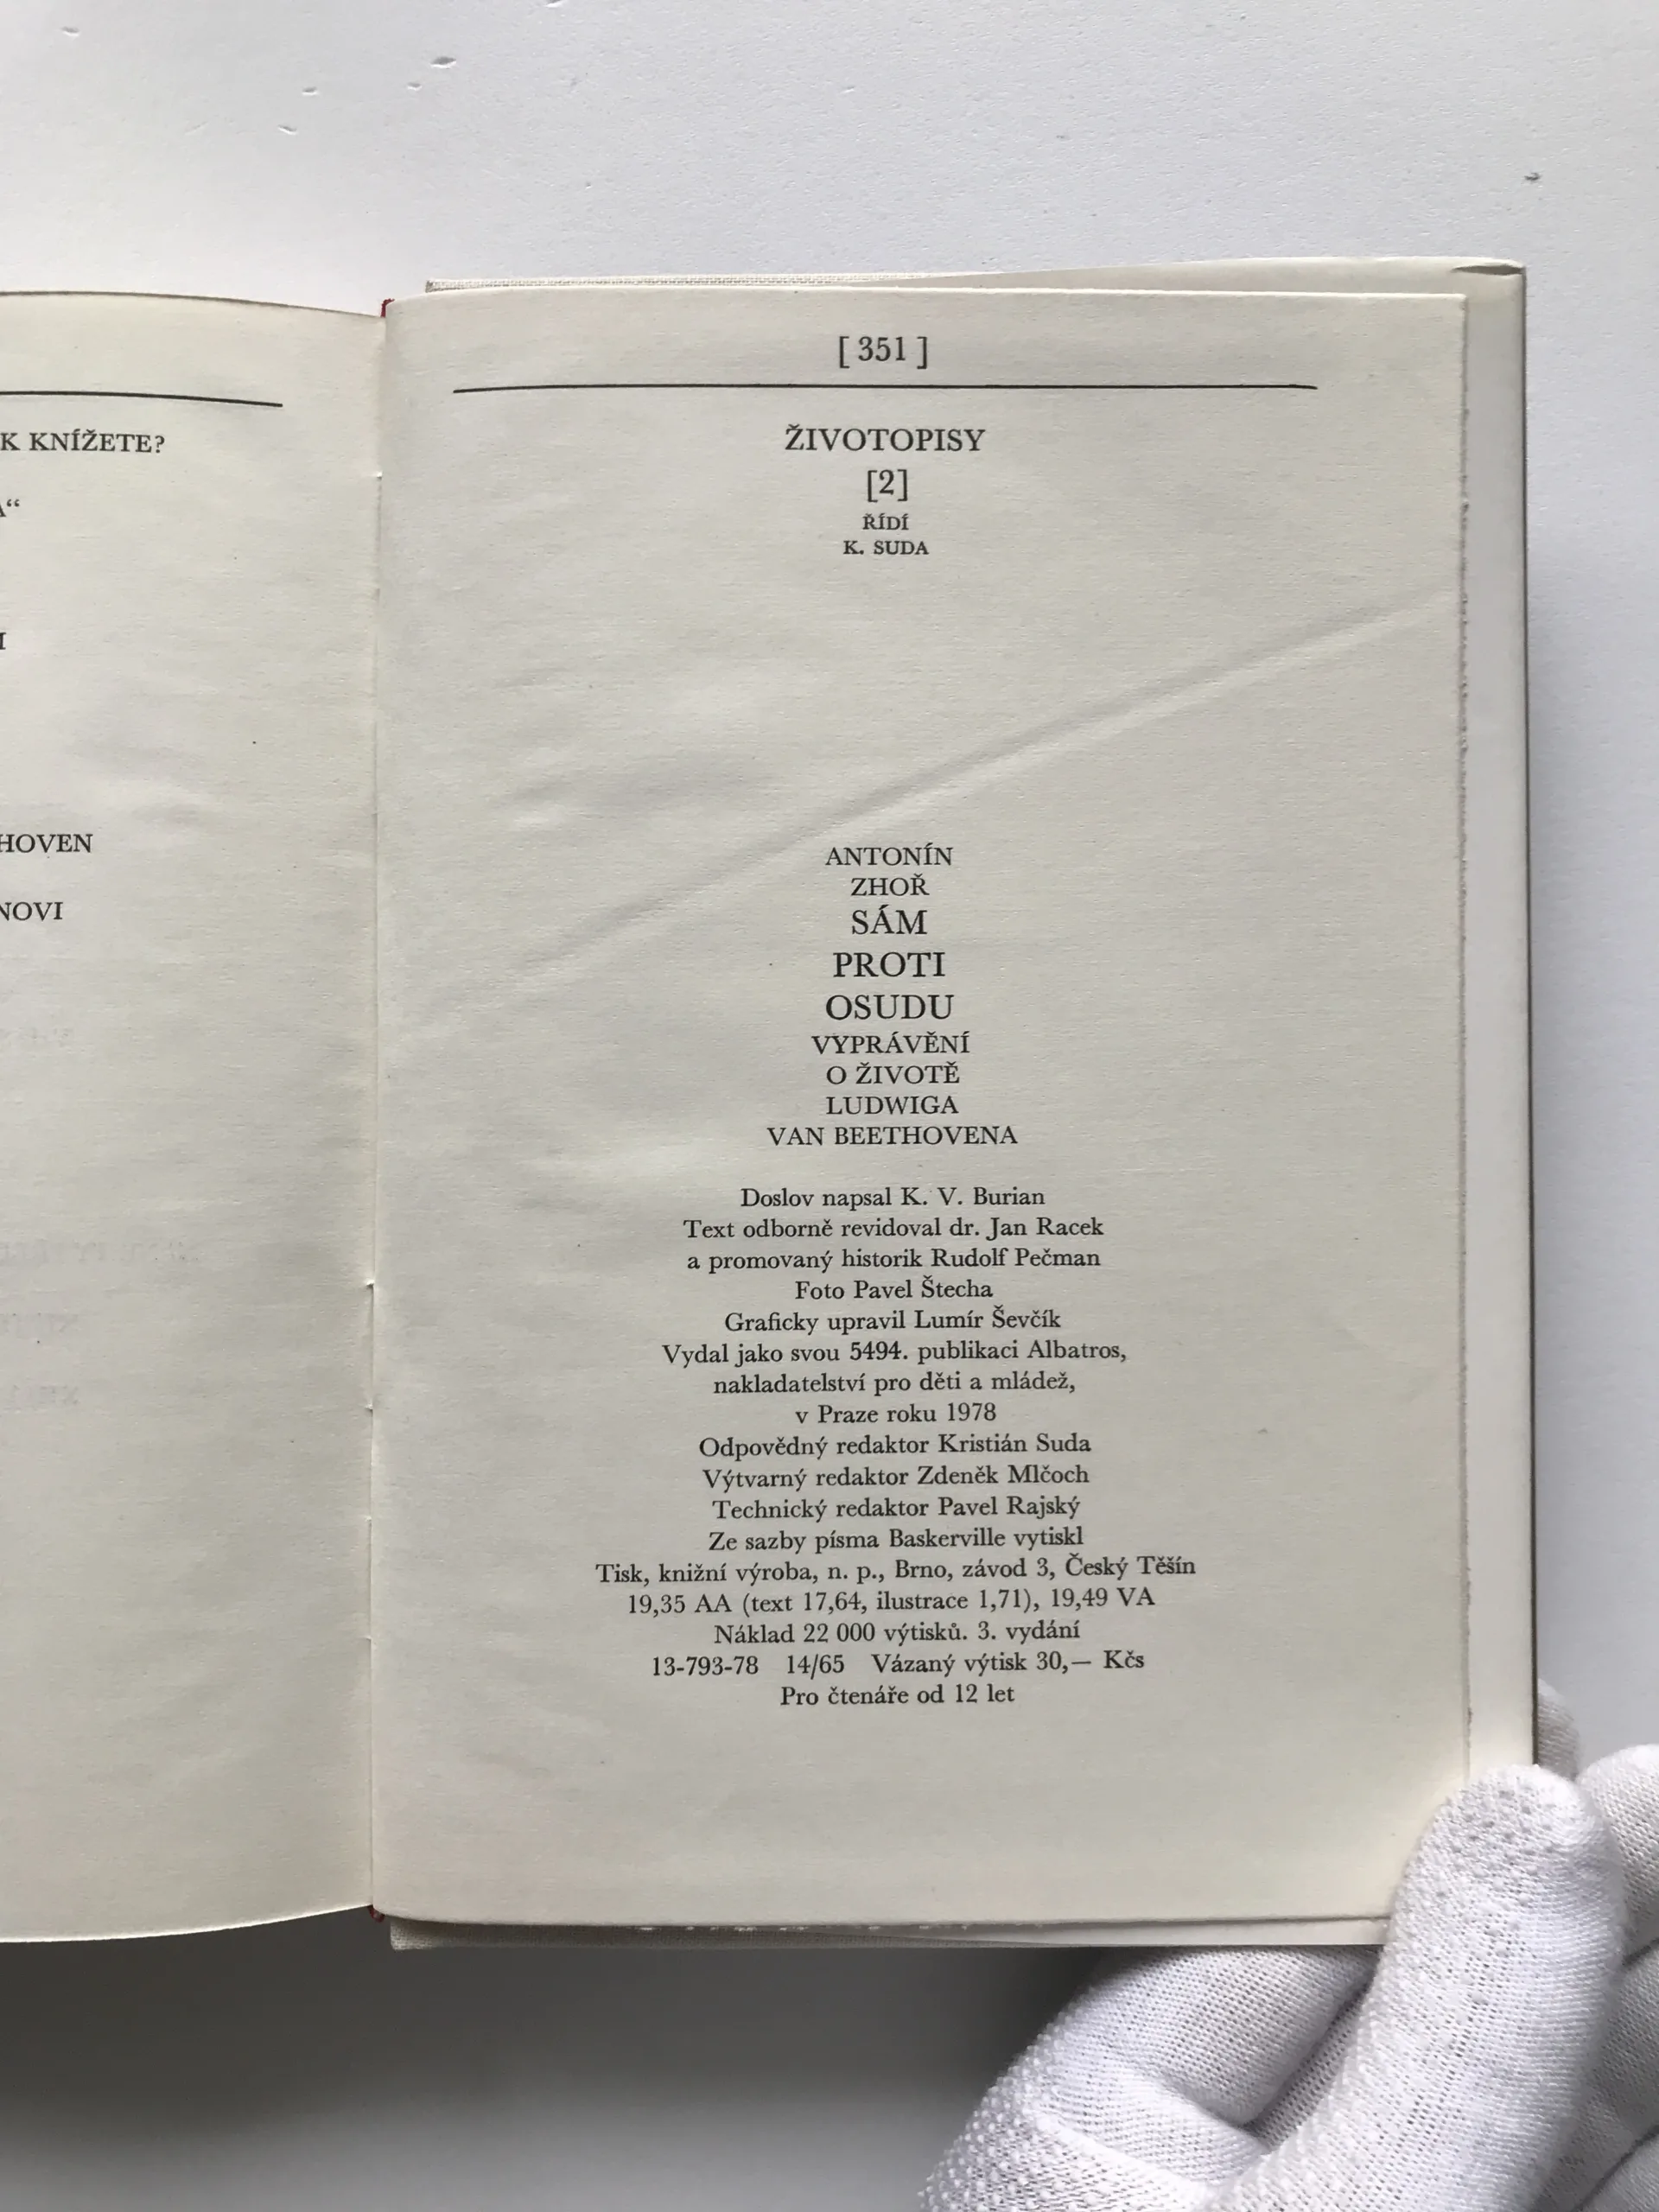 K KNÍŽETE?
HOVEN
NOVI
[ 351 ]
ŽIVOTOPISY
[2]
ŘÍDÍ
K. SUDA
ANTONÍN
ZHOŘ
SÁM
PROTI
OSUDU
VYPRÁVĚNÍ
O ŽIVOTĚ
LUDWIGA
VAN BEETHOVENA
Doslov napsal K. V. Burian
Text odborně revidoval dr. Jan Racek
a promovaný historik Rudolf Pečman
Foto Pavel Štecha
Graficky upravil Lumír Ševčík
Vydal jako svou 5494. publikaci Albatros,
nakladatelství pro děti a mládež,
v Praze roku 1978
Odpovědný redaktor Kristián Suda
Výtvarný redaktor Zdeněk Mlčoch
Technický redaktor Pavel Rajský
Ze sazby písma Baskerville vytiskl
Tisk, knižní výroba, n. p., Brno, závod 3, Český Těšín
19,35 AA (text 17,64, ilustrace 1,71), 19,49 VA
Náklad 22 000 výtisků. 3. vydání
13-793-78 14/65 Vázaný výtisk 30,— Kčs
Pro čtenáře od 12 let